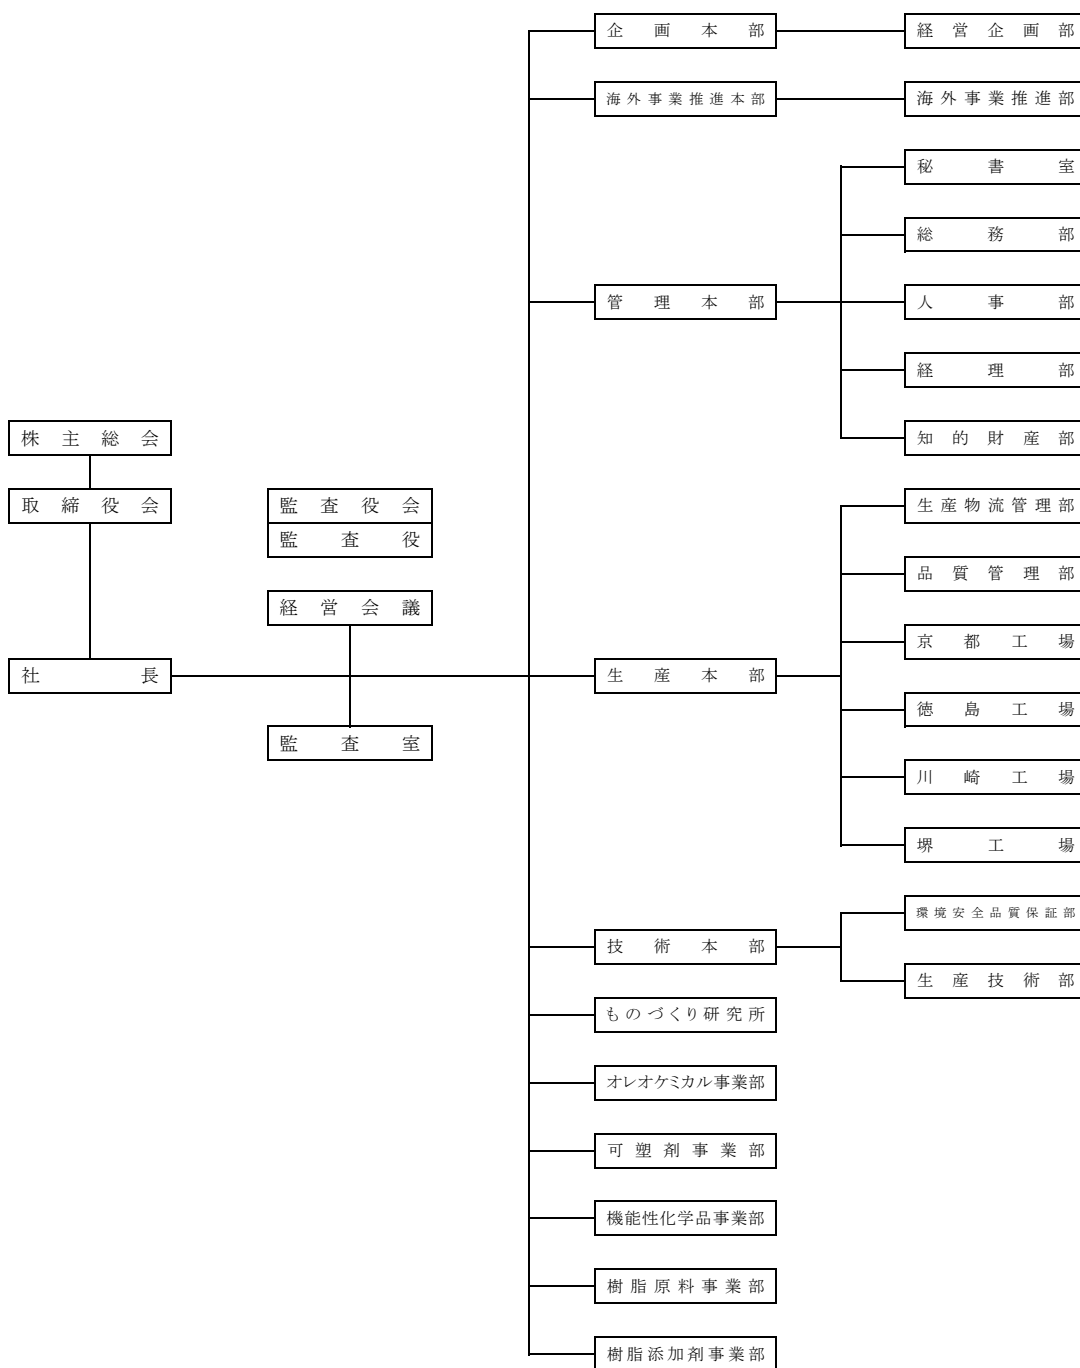 株主総会
取締役会
社長
監査役会
監査役
経営会議
監査室
企画本部
海外事業推進本部
管理本部
生産本部
技術本部
ものづくり研究所
オレオケミカル事業部
可塑剤事業部
機能性化学品事業部
樹脂原料事業部
樹脂添加剤事業部
経営企画部
海外事業推進部
秘書室
総務部
人事部
経理部
知的財産部
生産物流管理部
品質管理部
京都工場
徳島工場
川崎工場
堺工場
環境安全品質保証部
生産技術部